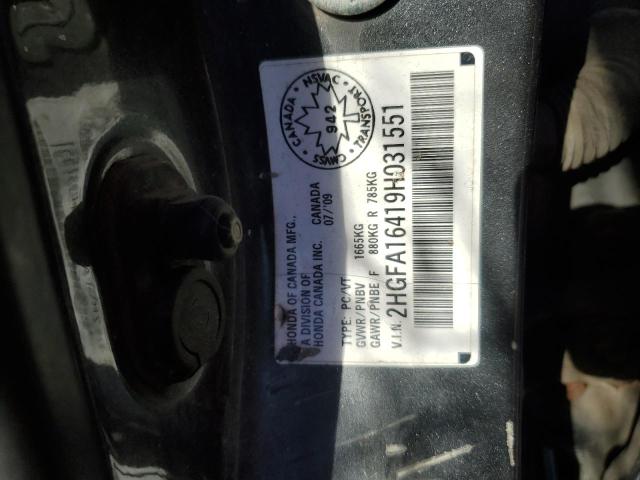 HONDA OF CANADA MFG.,
A DIVISION OF
HONDA CANADA INC. CANADA
07/'09
TYPE: PC/VT
GVWR/PNBV 1665KG
GAWR/PNBE/F 880KG R 785KG
V.I.N. 2HGFA16419H031551
CANADA • NSVAC • TRANSPORT • CMVSS
942